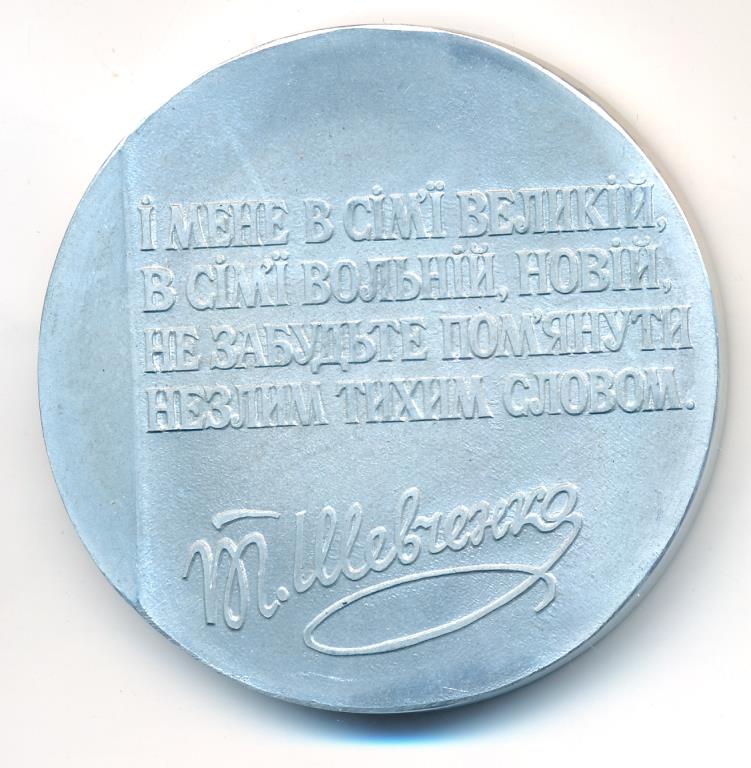 І МЕНЕ В СІМ'Ї ВЕЛИКІЙ,
В СІМ'Ї ВОЛЬНІЙ, НОВІЙ,
НЕ ЗАБУДЬТЕ ПОМ'ЯНУТИ
НЕЗЛИМ ТИХИМ СЛОВОМ.
Т. Шевченко